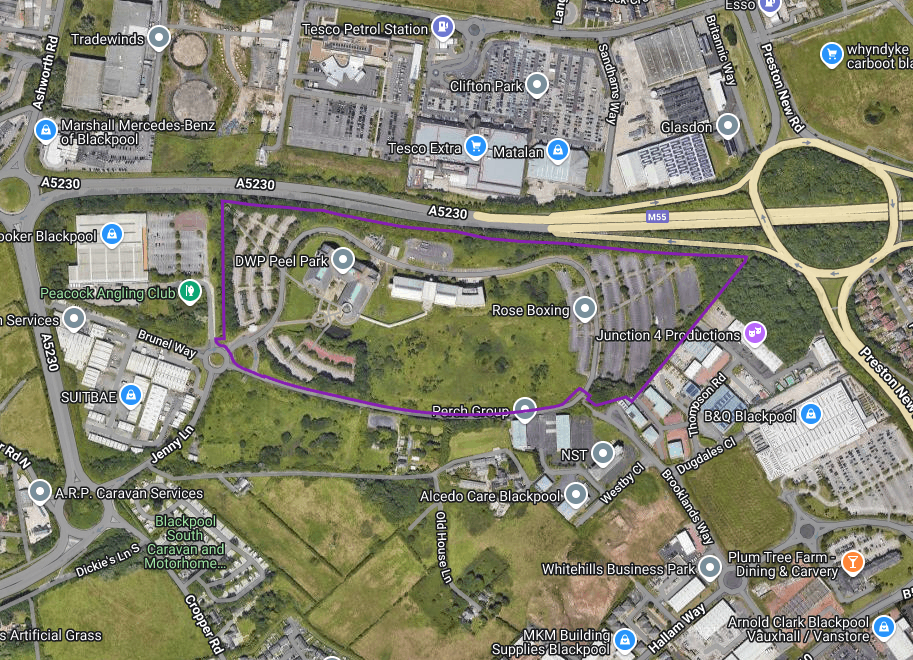 Esso
Tradewinds
Tesco Petrol Station
Ashworth Rd
Britannic Way
Preston New Rd
whyndyke
carboot bla
Clifton Park
Sandhams Way
Marshall Mercedes-Benz
of Blackpool
Glasdon
Tesco Extra
Matalan
A5230
A5230
A5230
M55
ooker Blackpool
DWP Peel Park
Peacock Angling Club
Rose Boxing
n Services
Junction 4 Productions
Brunel Way
A5230
Preston New
SUITBAE
Thompson Rd
Perch Group
B&Q Blackpool
Jenny Ln
NST
Dugdales Cl
r Rd N
A.R.P. Caravan Services
Alcedo Care Blackpool
Westby Cl
Brooklands Way
Blackpool
South
Caravan and
Motorhome...
Old House Ln
Dickie's Ln S
Whitehills Business Park
Plum Tree Farm -
Dining & Carvery
Cropper Rd
Hallam Way
s Artificial Grass
MKM Building
Supplies Blackpool
Arnold Clark Blackpool
Vauxhall / Vanstore